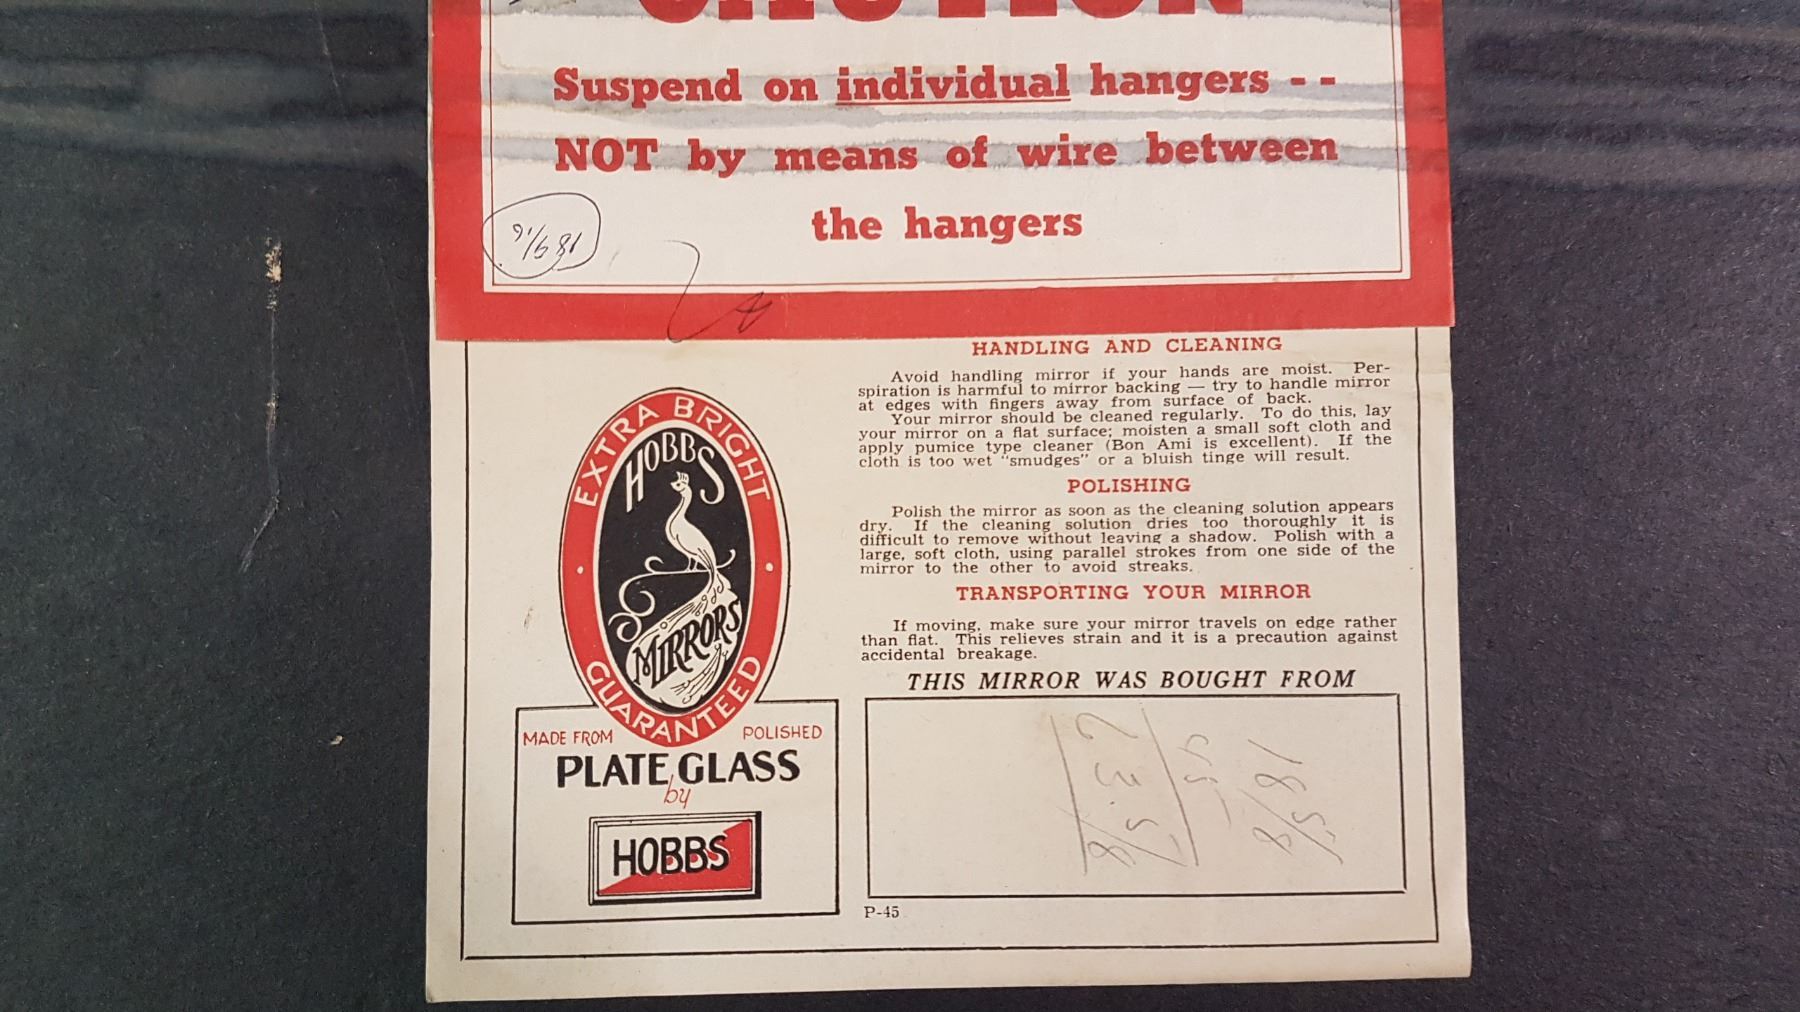 CAUTION
Suspend on individual hangers - -
NOT by means of wire between
the hangers
HANDLING AND CLEANING
Avoid handling mirror if your hands are moist. Per-
spiration is harmful to mirror backing — try to handle mirror
at edges with fingers away from surface of back.
Your mirror should be cleaned regularly. To do this, lay
your mirror on a flat surface; moisten a small soft cloth and
apply pumice type cleaner (Bon Ami is excellent). If the
cloth is too wet "smudges" or a bluish tinge will result.
POLISHING
Polish the mirror as soon as the cleaning solution appears
dry. If the cleaning solution dries too thoroughly it is
difficult to remove without leaving a shadow. Polish with a
large, soft cloth, using parallel strokes from one side of the
mirror to the other to avoid streaks.
TRANSPORTING YOUR MIRROR
If moving, make sure your mirror travels on edge rather
than flat. This relieves strain and it is a precaution against
accidental breakage.
THIS MIRROR WAS BOUGHT FROM
P-45
EXTRA BRIGHT
HOBBS
MIRRORS
GUARANTEED
MADE FROM POLISHED
PLATE GLASS
by
HOBBS